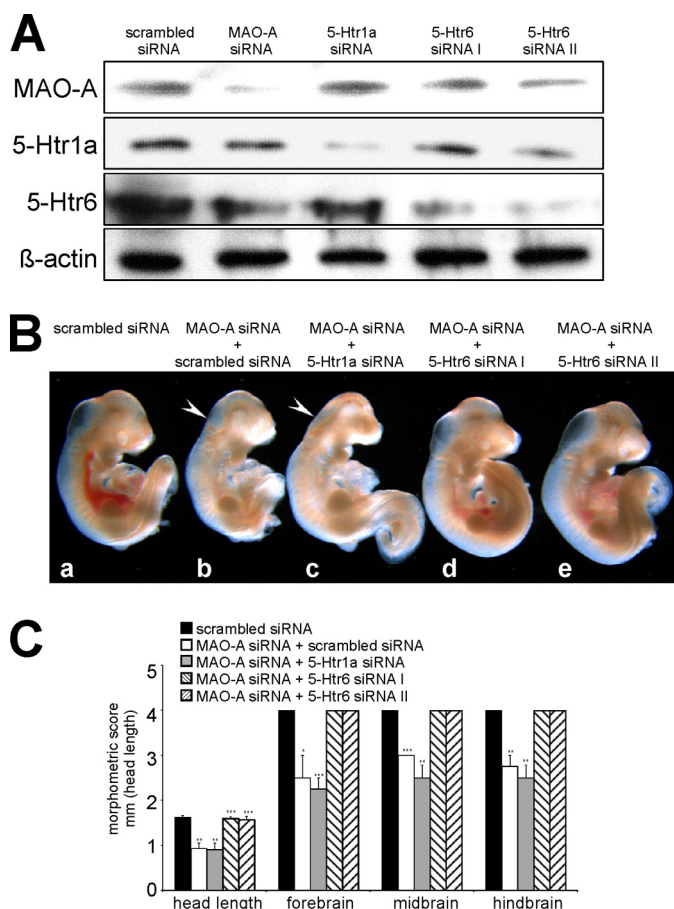 A
scrambled siRNA
MAO-A siRNA
5-Htr1a siRNA
5-Htr6 siRNA I
5-Htr6 siRNA II
MAO-A
5-Htr1a
5-Htr6
ß-actin
B
scrambled siRNA
MAO-A siRNA + scrambled siRNA
MAO-A siRNA + 5-Htr1a siRNA
MAO-A siRNA + 5-Htr6 siRNA I
MAO-A siRNA + 5-Htr6 siRNA II
a
b
c
d
e
C
scrambled siRNA
MAO-A siRNA + scrambled siRNA
MAO-A siRNA + 5-Htr1a siRNA
MAO-A siRNA + 5-Htr6 siRNA I
MAO-A siRNA + 5-Htr6 siRNA II
morphometric score
mm (head length)
5
4
3
2
1
0
** ** *** ***
* ***
*** **
** **
head length
forebrain
midbrain
hindbrain